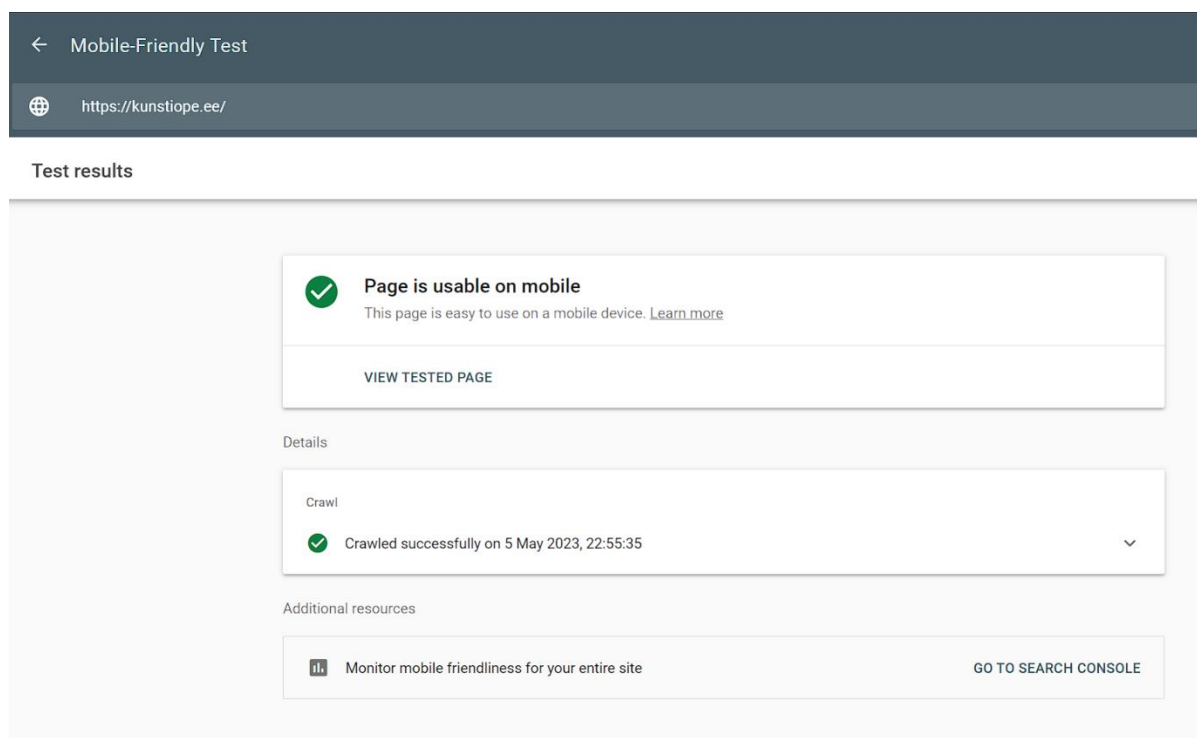 Mobile-Friendly Test
https://kunstiope.ee/
Test results
Page is usable on mobile
This page is easy to use on a mobile device. Learn more
VIEW TESTED PAGE
Details
Crawl
Crawled successfully on 5 May 2023, 22:55:35
Additional resources
Monitor mobile friendliness for your entire site GO TO SEARCH CONSOLE